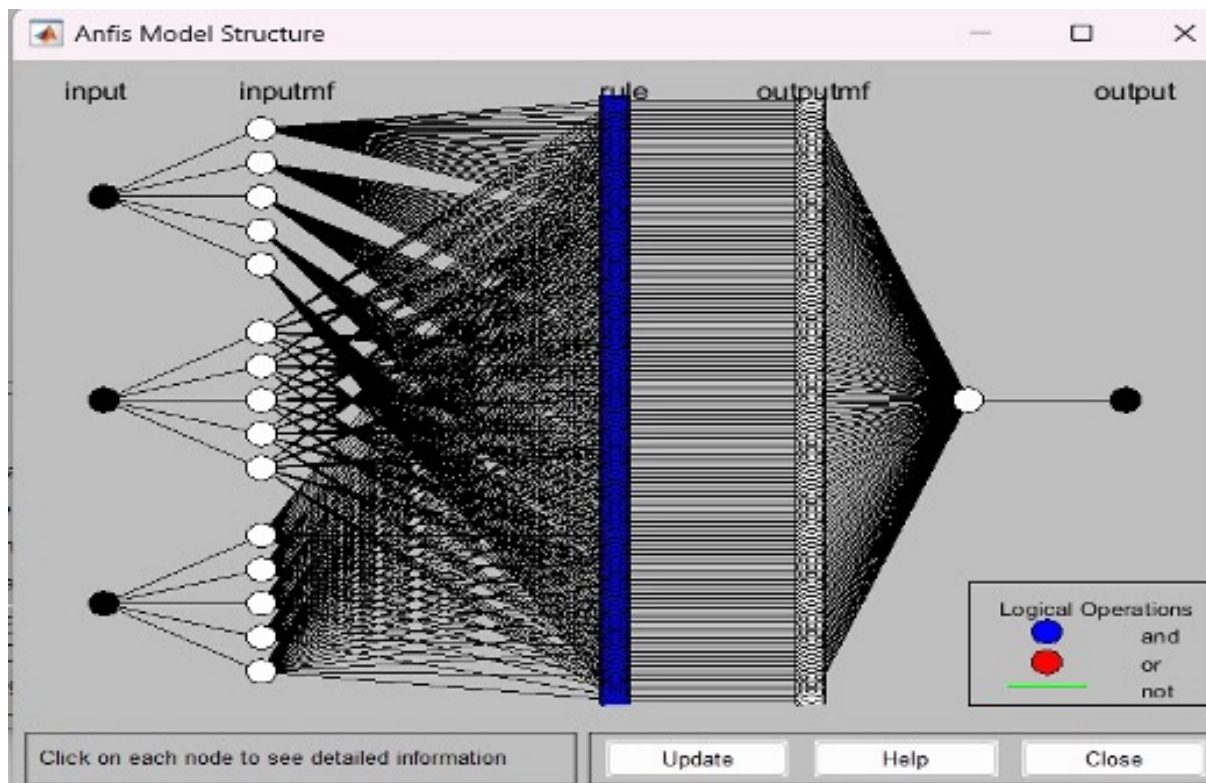 Anfis Model Structure
input inputmf rule outputmf output
Logical Operations
and
or
not
Click on each node to see detailed information
Update Help Close